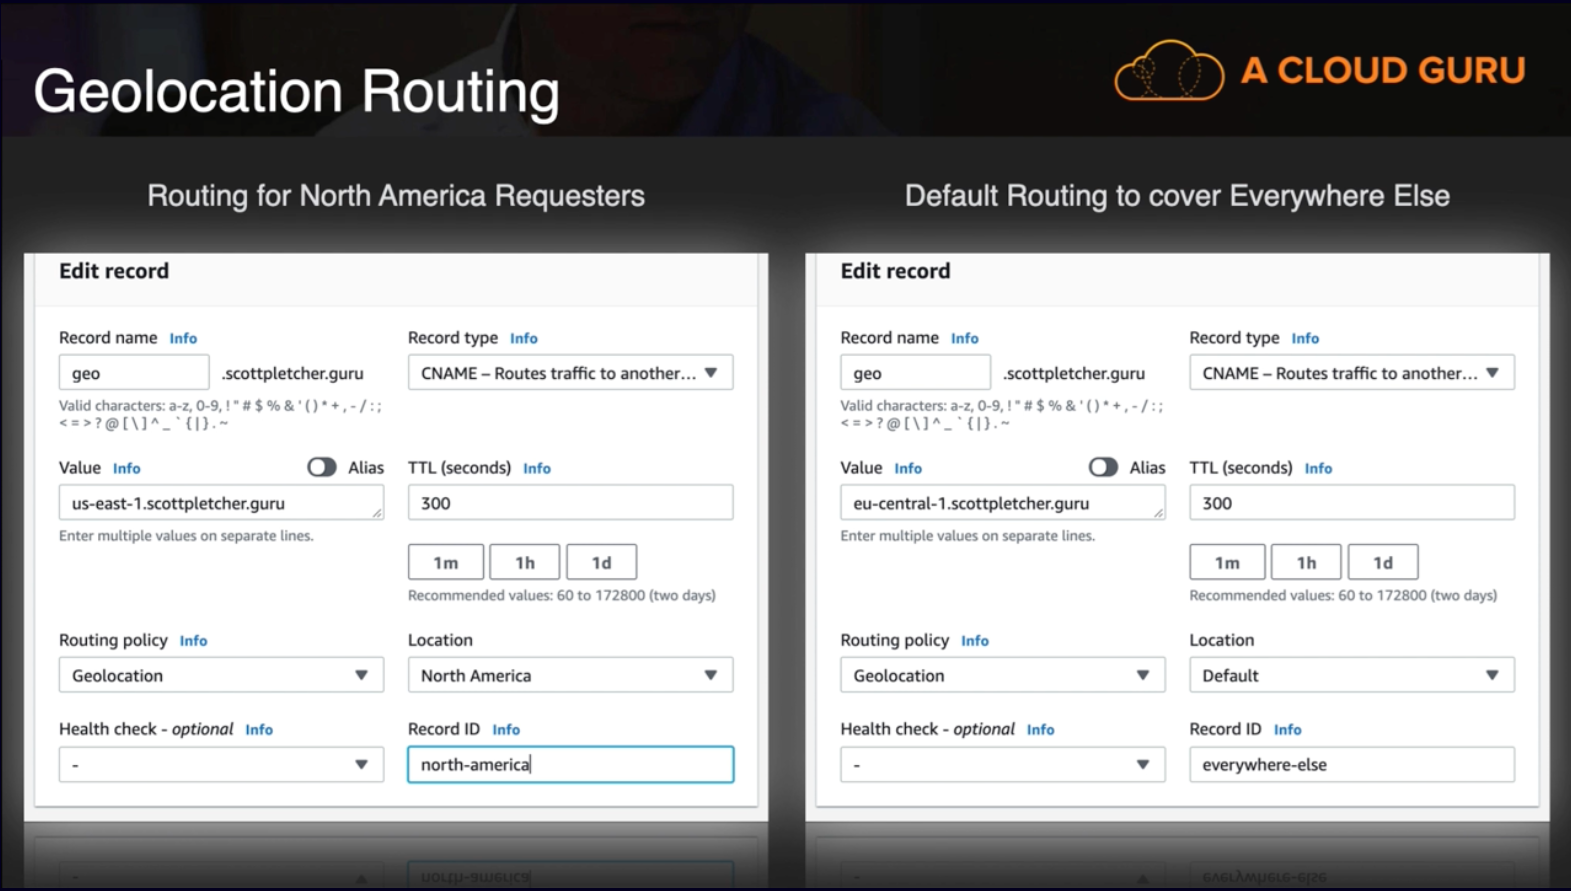 Geolocation Routing
A CLOUD GURU
Routing for North America Requesters
Edit record
Record name Info
Record type Info
geo
.scottpletcher.guru
CNAME – Routes traffic to another...
Valid characters: a-z, 0-9, ! " # $ % & ' ( ) * + , - / : ;
< = > ? @ [ \ ] ^ _ ` { | } . ~
Value Info
Alias
TTL (seconds) Info
us-east-1.scottpletcher.guru
300
Enter multiple values on separate lines.
1m
1h
1d
Recommended values: 60 to 172800 (two days)
Routing policy Info
Location
Geolocation
North America
Health check - optional Info
Record ID Info
-
north-america
Default Routing to cover Everywhere Else
Edit record
Record name Info
Record type Info
geo
.scottpletcher.guru
CNAME – Routes traffic to another...
Valid characters: a-z, 0-9, ! " # $ % & ' ( ) * + , - / : ;
< = > ? @ [ \ ] ^ _ ` { | } . ~
Value Info
Alias
TTL (seconds) Info
eu-central-1.scottpletcher.guru
300
Enter multiple values on separate lines.
1m
1h
1d
Recommended values: 60 to 172800 (two days)
Routing policy Info
Location
Geolocation
Default
Health check - optional Info
Record ID Info
-
everywhere-else